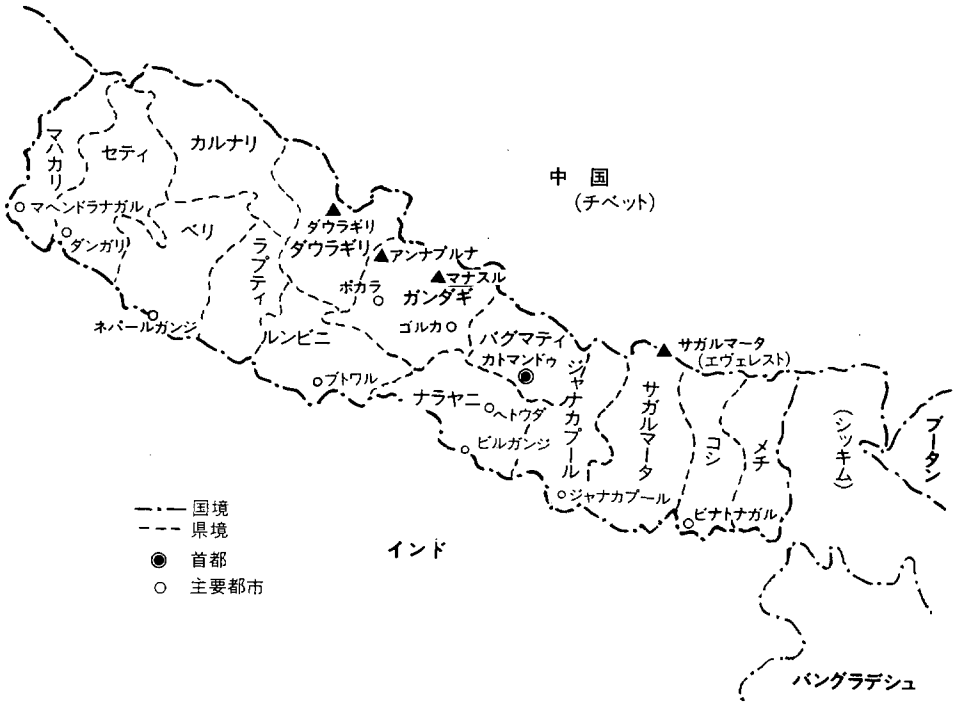 中国
(チベット)
マハカリ
セティ
カルナリ
マヘンドラナガル
ダンガリ
ベリ
ラプティ
ダウラギリ
ダウラギリ
アンナプルナ
マナスル
ポカラ
ガンダギ
ゴルカ
ネパールガンジ
ルンビニ
バグマティ
カトマンドゥ
サガルマータ
(エヴェレスト)
ブトワル
ナラヤニ
ヘトウダ
ビルガンジ
ジャナカプール
サガルマータ
コシ
メチ
(シッキム)
ブータン
ジャナカプール
ビナトナガル
国境
県境
首都
主要都市
インド
バングラデシュ